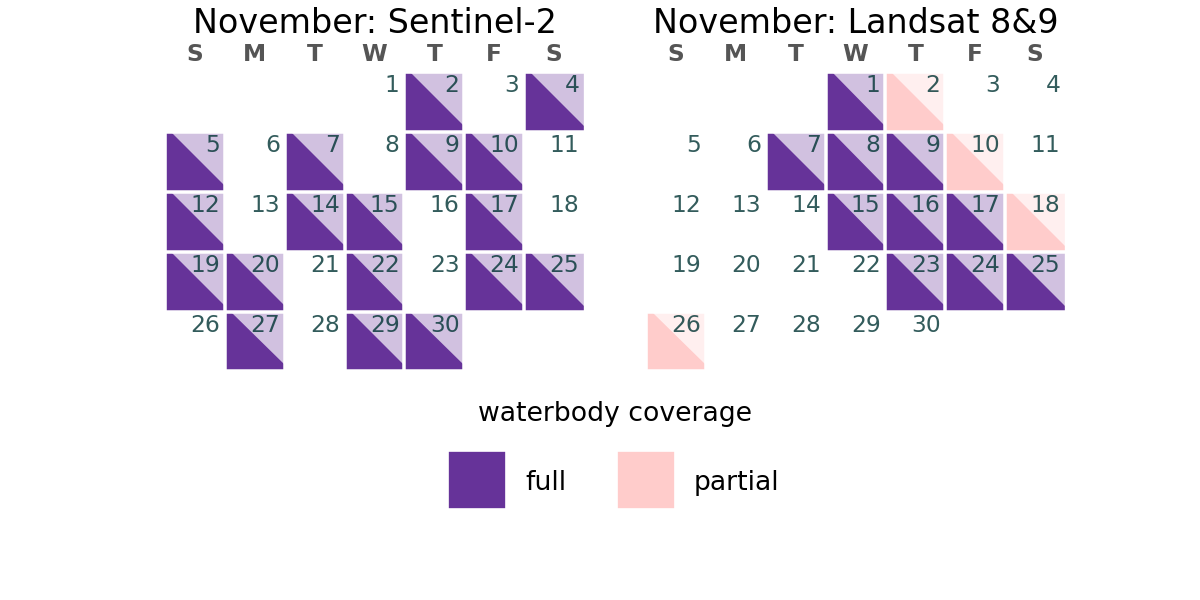 November: Sentinel-2
S M T W T F S
1 2 3 4
5 6 7 8 9 10 11
12 13 14 15 16 17 18
19 20 21 22 23 24 25
26 27 28 29 30
November: Landsat 8&9
S M T W T F S
1 2 3 4
5 6 7 8 9 10 11
12 13 14 15 16 17 18
19 20 21 22 23 24 25
26 27 28 29 30
waterbody coverage
full partial